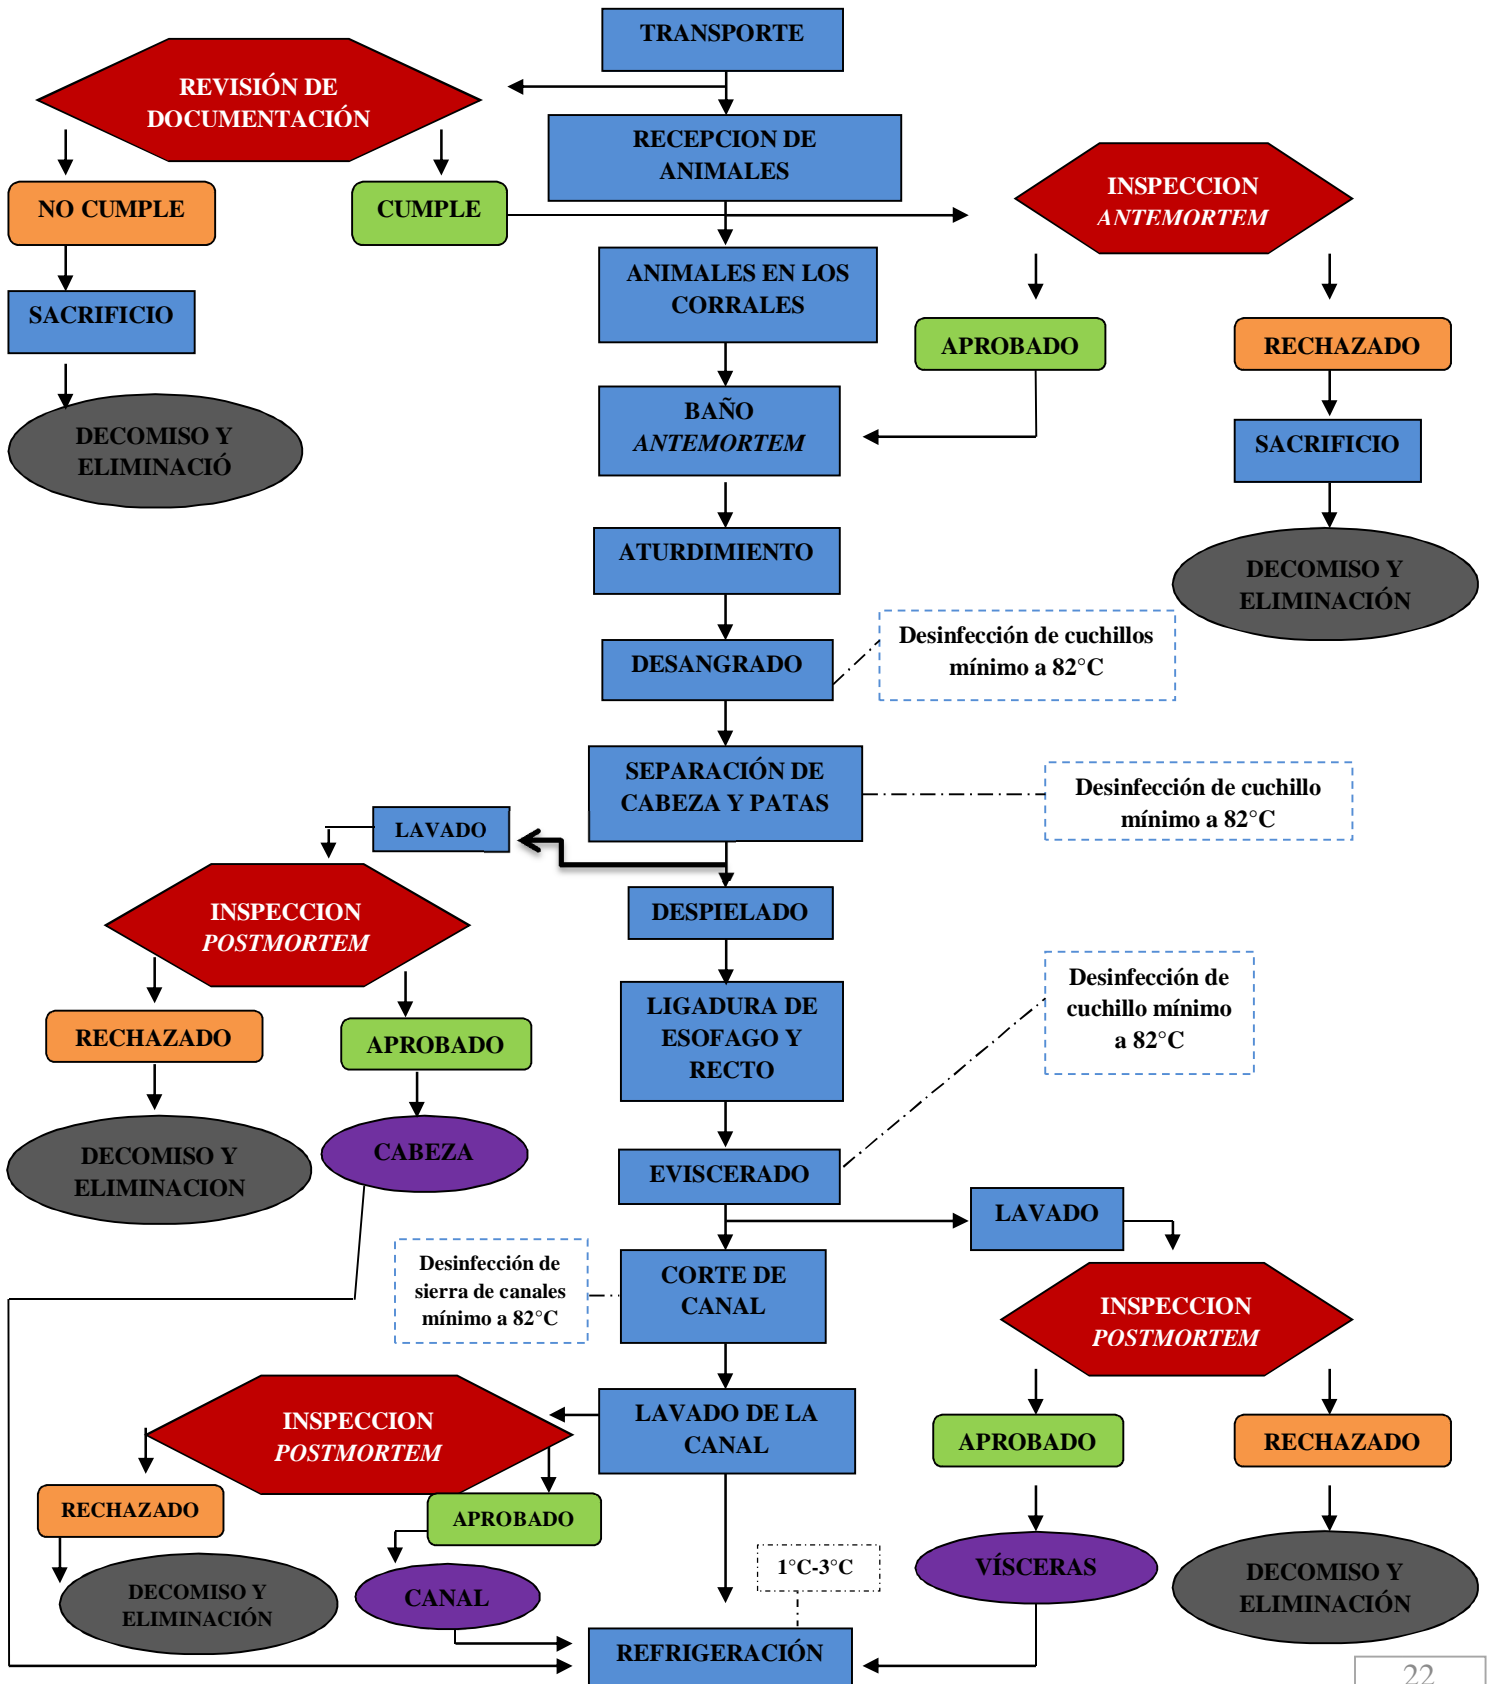 TRANSPORTE
REVISIÓN DE
DOCUMENTACIÓN
RECEPCION DE
ANIMALES
INSPECCION
ANTEMORTEM
NO CUMPLE
CUMPLE
ANIMALES EN LOS
CORRALES
SACRIFICIO
APROBADO
RECHAZADO
BAÑO
ANTEMORTEM
DECOMISO Y
ELIMINACIÓ
SACRIFICIO
ATURDIMIENTO
DECOMISO Y
ELIMINACIÓN
Desinfección de cuchillos
mínimo a 82°C
DESANGRADO
SEPARACIÓN DE
CABEZA Y PATAS
Desinfección de cuchillo
mínimo a 82°C
LAVADO
INSPECCION
POSTMORTEM
DESPIELADO
Desinfección de
cuchillo mínimo
a 82°C
LIGADURA DE
ESOFAGO Y
RECTO
RECHAZADO
APROBADO
DECOMISO Y
ELIMINACION
CABEZA
EVISCERADO
LAVADO
Desinfección de
sierra de canales
mínimo a 82°C
CORTE DE
CANAL
INSPECCION
POSTMORTEM
INSPECCION
POSTMORTEM
LAVADO DE LA
CANAL
APROBADO
RECHAZADO
RECHAZADO
APROBADO
1°C-3°C
VÍSCERAS
DECOMISO Y
ELIMINACIÓN
DECOMISO Y
ELIMINACIÓN
CANAL
REFRIGERACIÓN
22